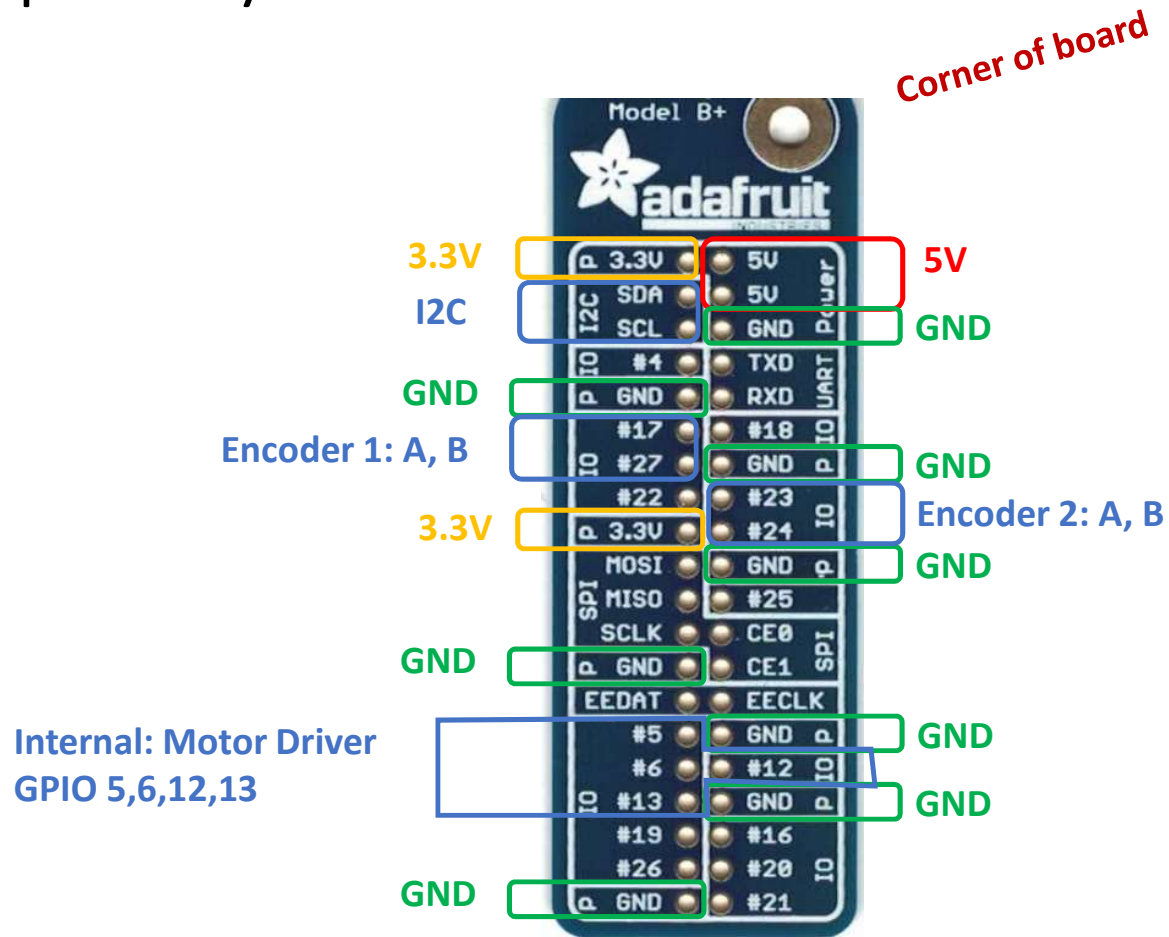 Corner of board
Model B+
adafruit
INDUSTRIES
3.3V P 3.3V 5V 5V
I2C I2C SDA 5V Power
SCL GND GND
IO #4 TXD UART
GND P GND RXD
Encoder 1: A, B #17 #18 IO
IO #27 GND P GND
#22 #23 IO Encoder 2: A, B
3.3V P 3.3V #24
MOSI GND P GND
SPI MISO #25
SCLK CE0 SPI
GND P GND CE1
EEDAT EECLK
Internal: Motor Driver #5 GND P GND
GPIO 5,6,12,13 #6 #12 IO
IO #13 GND P GND
#19 #16
#26 #20 IO
GND P GND #21